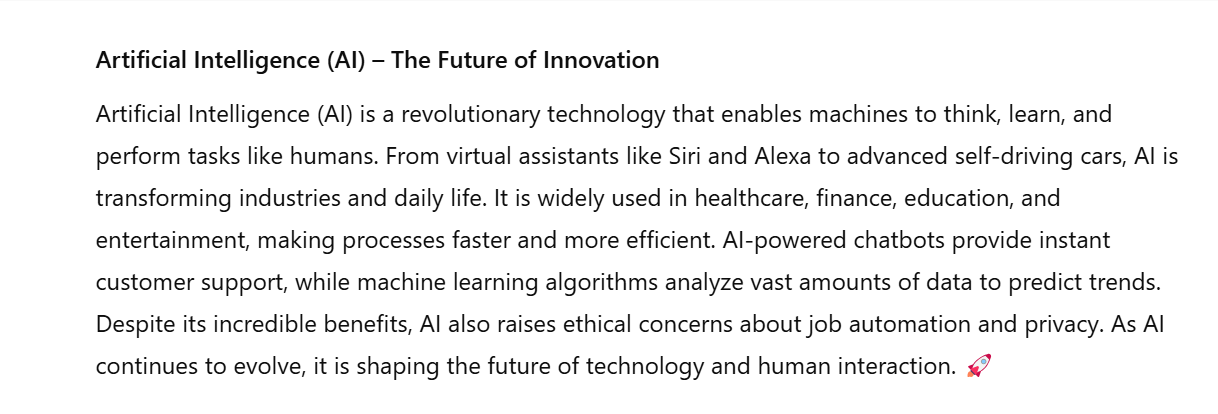 Artificial Intelligence (AI) – The Future of Innovation
Artificial Intelligence (AI) is a revolutionary technology that enables machines to think, learn, and
perform tasks like humans. From virtual assistants like Siri and Alexa to advanced self-driving cars, AI is
transforming industries and daily life. It is widely used in healthcare, finance, education, and
entertainment, making processes faster and more efficient. AI-powered chatbots provide instant
customer support, while machine learning algorithms analyze vast amounts of data to predict trends.
Despite its incredible benefits, AI also raises ethical concerns about job automation and privacy. As AI
continues to evolve, it is shaping the future of technology and human interaction. 🚀